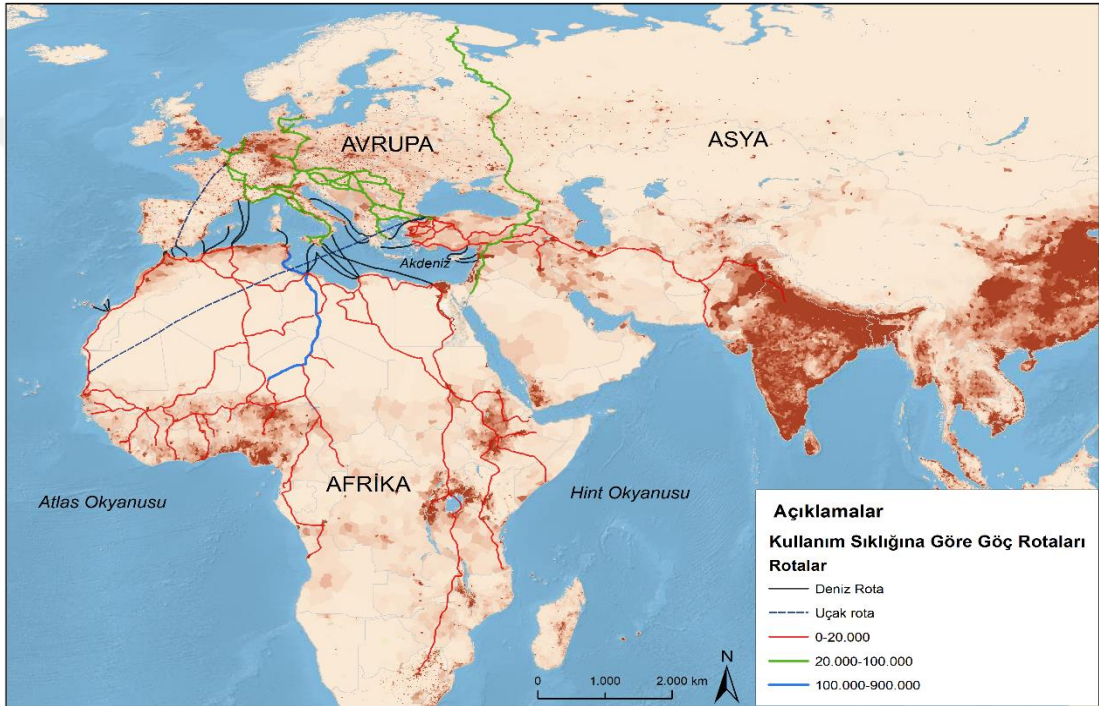 AVRUPA
ASYA
Akdeniz
AFRİKA
Atlas Okyanusu
Hint Okyanusu
Açıklamalar
Kullanım Sıklığına Göre Göç Rotaları
Rotalar
Deniz Rota
Uçak rota
0-20.000
20.000-100.000
100.000-900.000
N
0 1.000 2.000 km